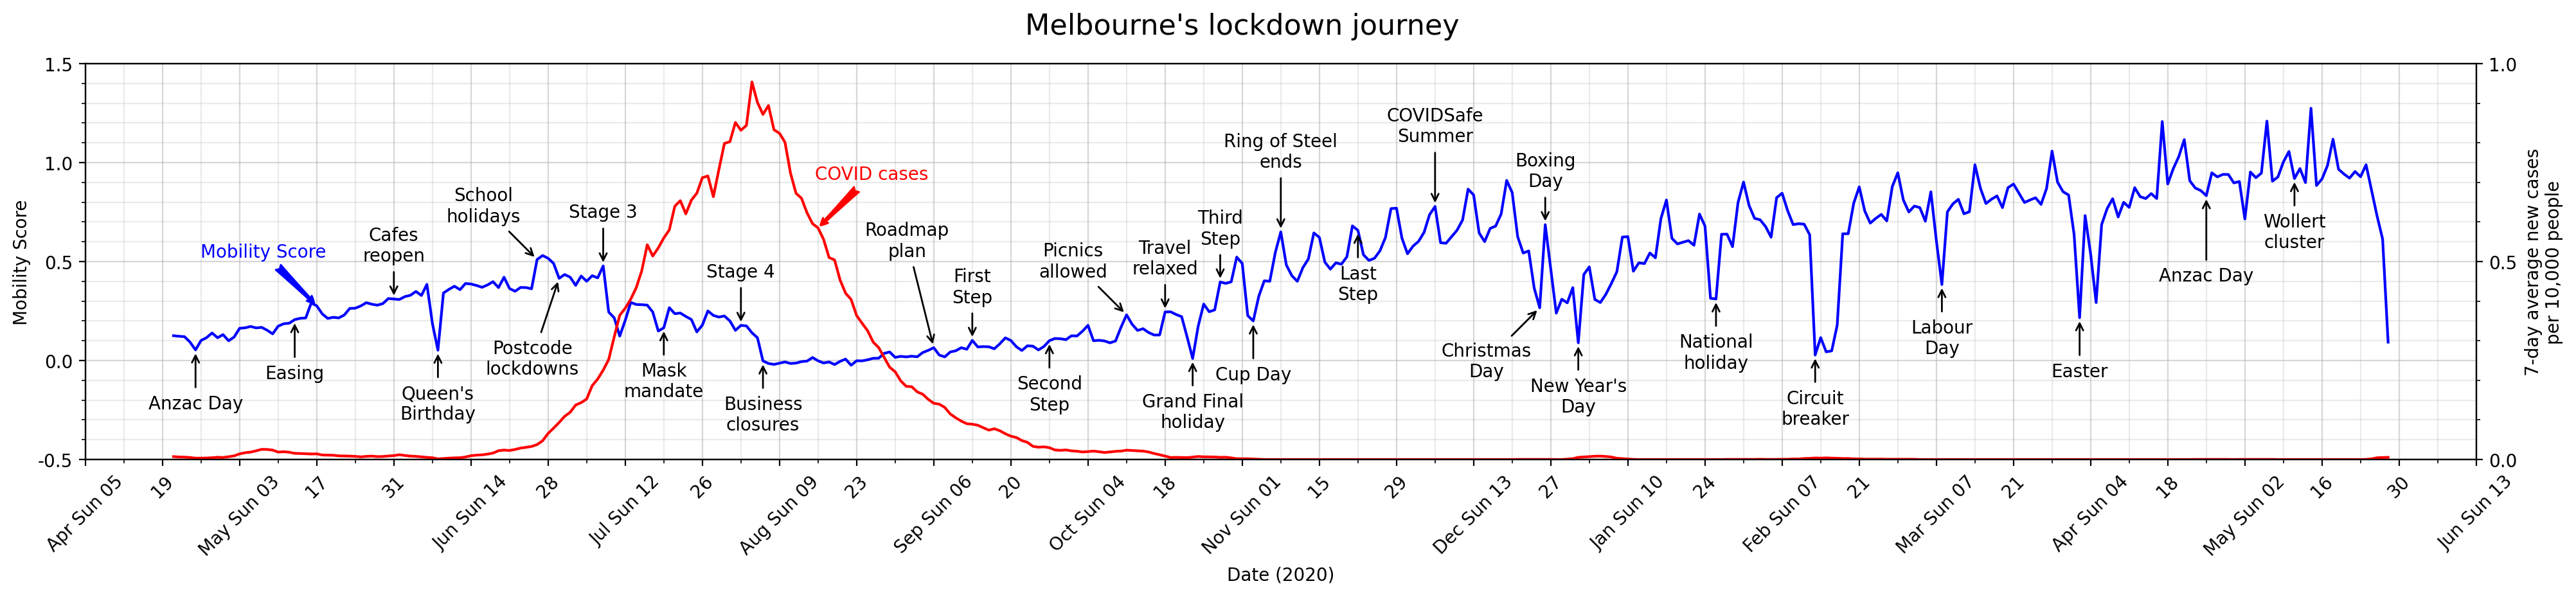 Melbourne's lockdown journey
1.5
1.0
0.5
0.0
-0.5
Mobility Score
1.0
0.5
0.0
7-day average new cases
per 10,000 people
Mobility Score
COVID cases
Anzac Day
Easing
Cafes
reopen
Queen's
Birthday
School
holidays
Postcode
lockdowns
Stage 3
Mask
mandate
Stage 4
Business
closures
Roadmap
plan
First
Step
Second
Step
Picnics
allowed
Travel
relaxed
Grand Final
holiday
Third
Step
Cup Day
Ring of Steel
ends
Last
Step
COVIDSafe
Summer
Christmas
Day
Boxing
Day
New Year's
Day
National
holiday
Circuit
breaker
Labour
Day
Easter
Anzac Day
Wollert
cluster
Apr Sun 05
19
May Sun 03
17
31
Jun Sun 14
28
Jul Sun 12
26
Aug Sun 09
23
Sep Sun 06
20
Oct Sun 04
18
Nov Sun 01
15
29
Dec Sun 13
27
Jan Sun 10
24
Feb Sun 07
21
Mar Sun 07
21
Apr Sun 04
18
May Sun 02
16
30
Jun Sun 13
Date (2020)